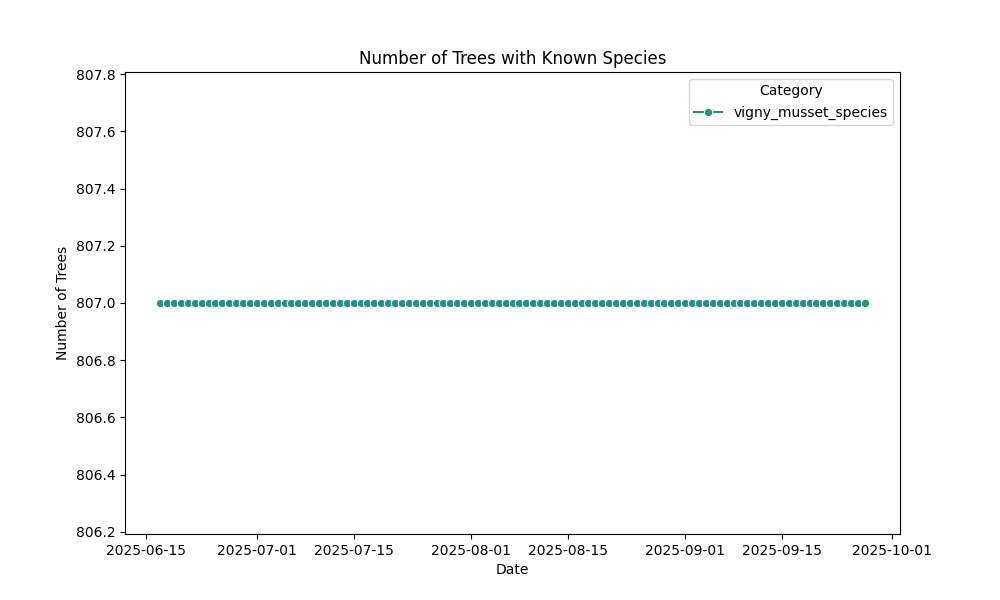 Number of Trees with Known Species
Category
vigny_musset_species
Number of Trees
807.8
807.6
807.4
807.2
807.0
806.8
806.6
806.4
806.2
2025-06-15 2025-07-01 2025-07-15 2025-08-01 2025-08-15 2025-09-01 2025-09-15 2025-10-01
Date